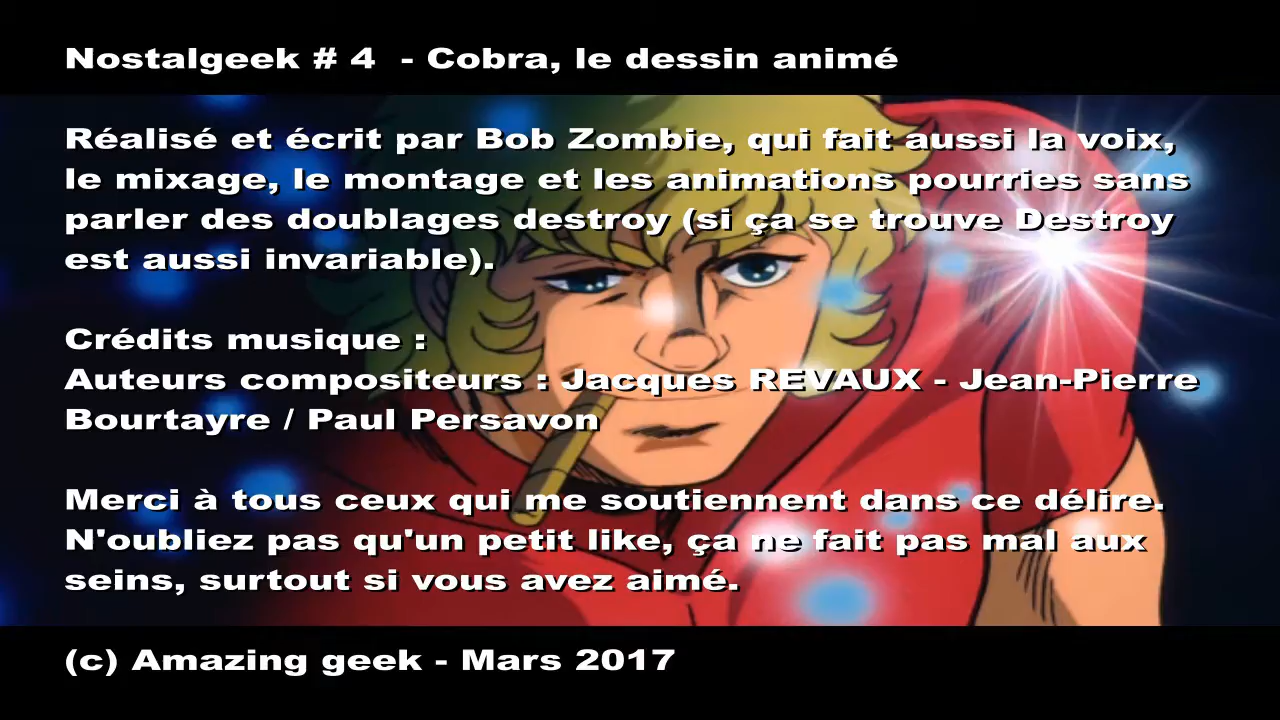 Nostalgeek # 4  - Cobra, le dessin animé
Réalisé et écrit par Bob Zombie, qui fait aussi la voix,
le mixage, le montage et les animations pourries sans
parler des doublages destroy (si ça se trouve Destroy
est aussi invariable).
Crédits musique :
Auteurs compositeurs : Jacques REVAUX - Jean-Pierre
Bourtayre / Paul Persavon
Merci à tous ceux qui me soutiennent dans ce délire.
N'oubliez pas qu'un petit like, ça ne fait pas mal aux
seins, surtout si vous avez aimé.
(c) Amazing geek - Mars 2017